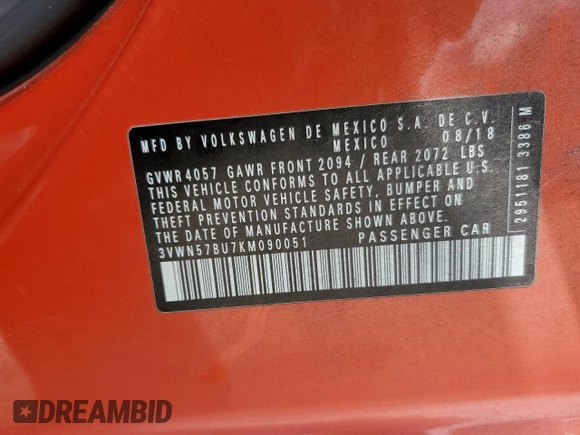 MFD BY VOLKSWAGEN DE MEXICO S.A. DE C.V.
MEXICO 08/18
GVWR 4057 GAWR FRONT 2094 / REAR 2072 LBS
THIS VEHICLE CONFORMS TO ALL APPLICABLE U.S.
FEDERAL MOTOR VEHICLE SAFETY, BUMPER AND
THEFT PREVENTION STANDARDS IN EFFECT ON
THE DATE OF MANUFACTURE SHOWN ABOVE.
3VWN57BU7KM090051 PASSENGER CAR
2951181 3386 M
DREAMBID